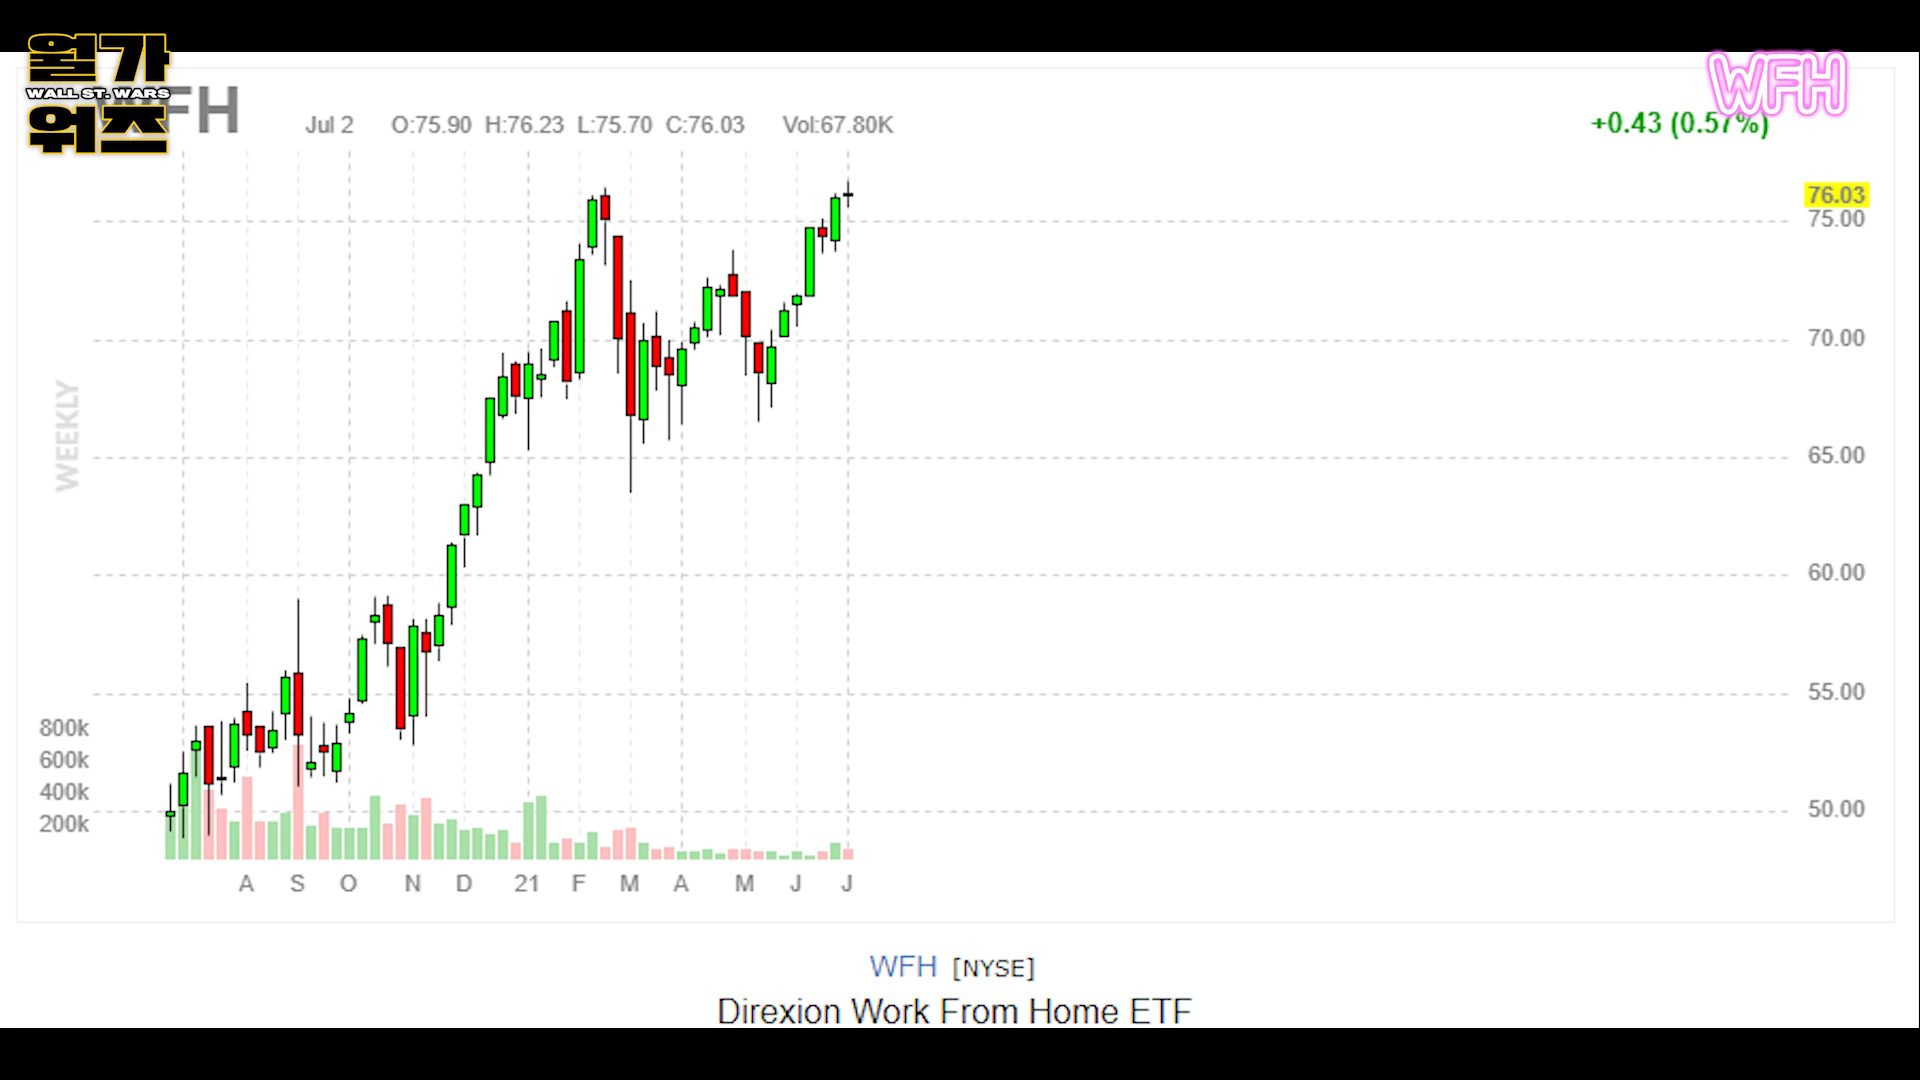 월가
WALL ST. WARS
워즈
WFH
WFH
Jul 2 O:75.90 H:76.23 L:75.70 C:76.03 Vol:67.80K
+0.43 (0.57%)
76.03
75.00
70.00
65.00
60.00
55.00
50.00
WEEKLY
800k
600k
400k
200k
A S O N D 21 F M A M J J
WFH [NYSE]
Direxion Work From Home ETF